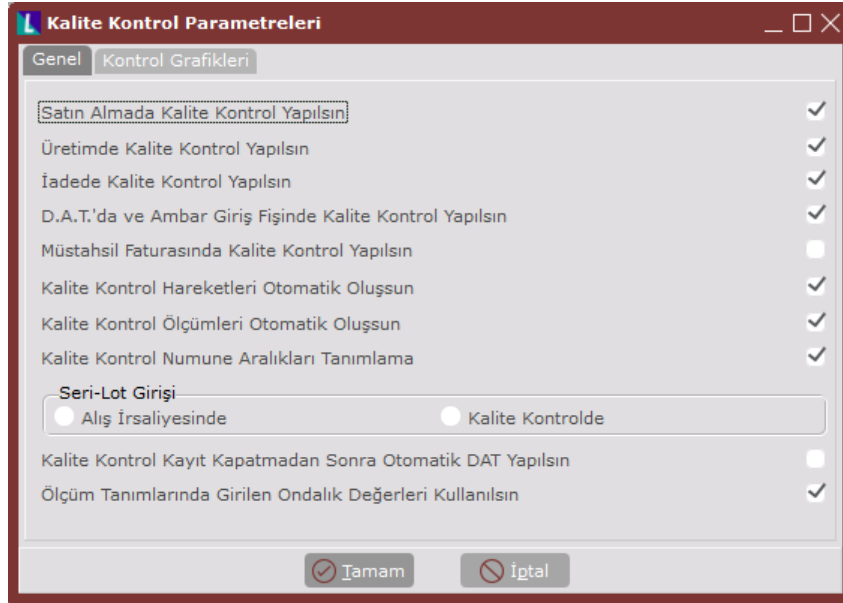 Kalite Kontrol Parametreleri
Genel Kontrol Grafikleri
Satın Almada Kalite Kontrol Yapılsın
Üretimde Kalite Kontrol Yapılsın
İadede Kalite Kontrol Yapılsın
D.A.T.'da ve Ambar Giriş Fişinde Kalite Kontrol Yapılsın
Müstahsil Faturasında Kalite Kontrol Yapılsın
Kalite Kontrol Hareketleri Otomatik Oluşsun
Kalite Kontrol Ölçümleri Otomatik Oluşsun
Kalite Kontrol Numune Aralıkları Tanımlama
Seri-Lot Girişi
Alış İrsaliyesinde Kalite Kontrolde
Kalite Kontrol Kayıt Kapatmadan Sonra Otomatik DAT Yapılsın
Ölçüm Tanımlarında Girilen Ondalık Değerleri Kullanılsın
Tamam İptal